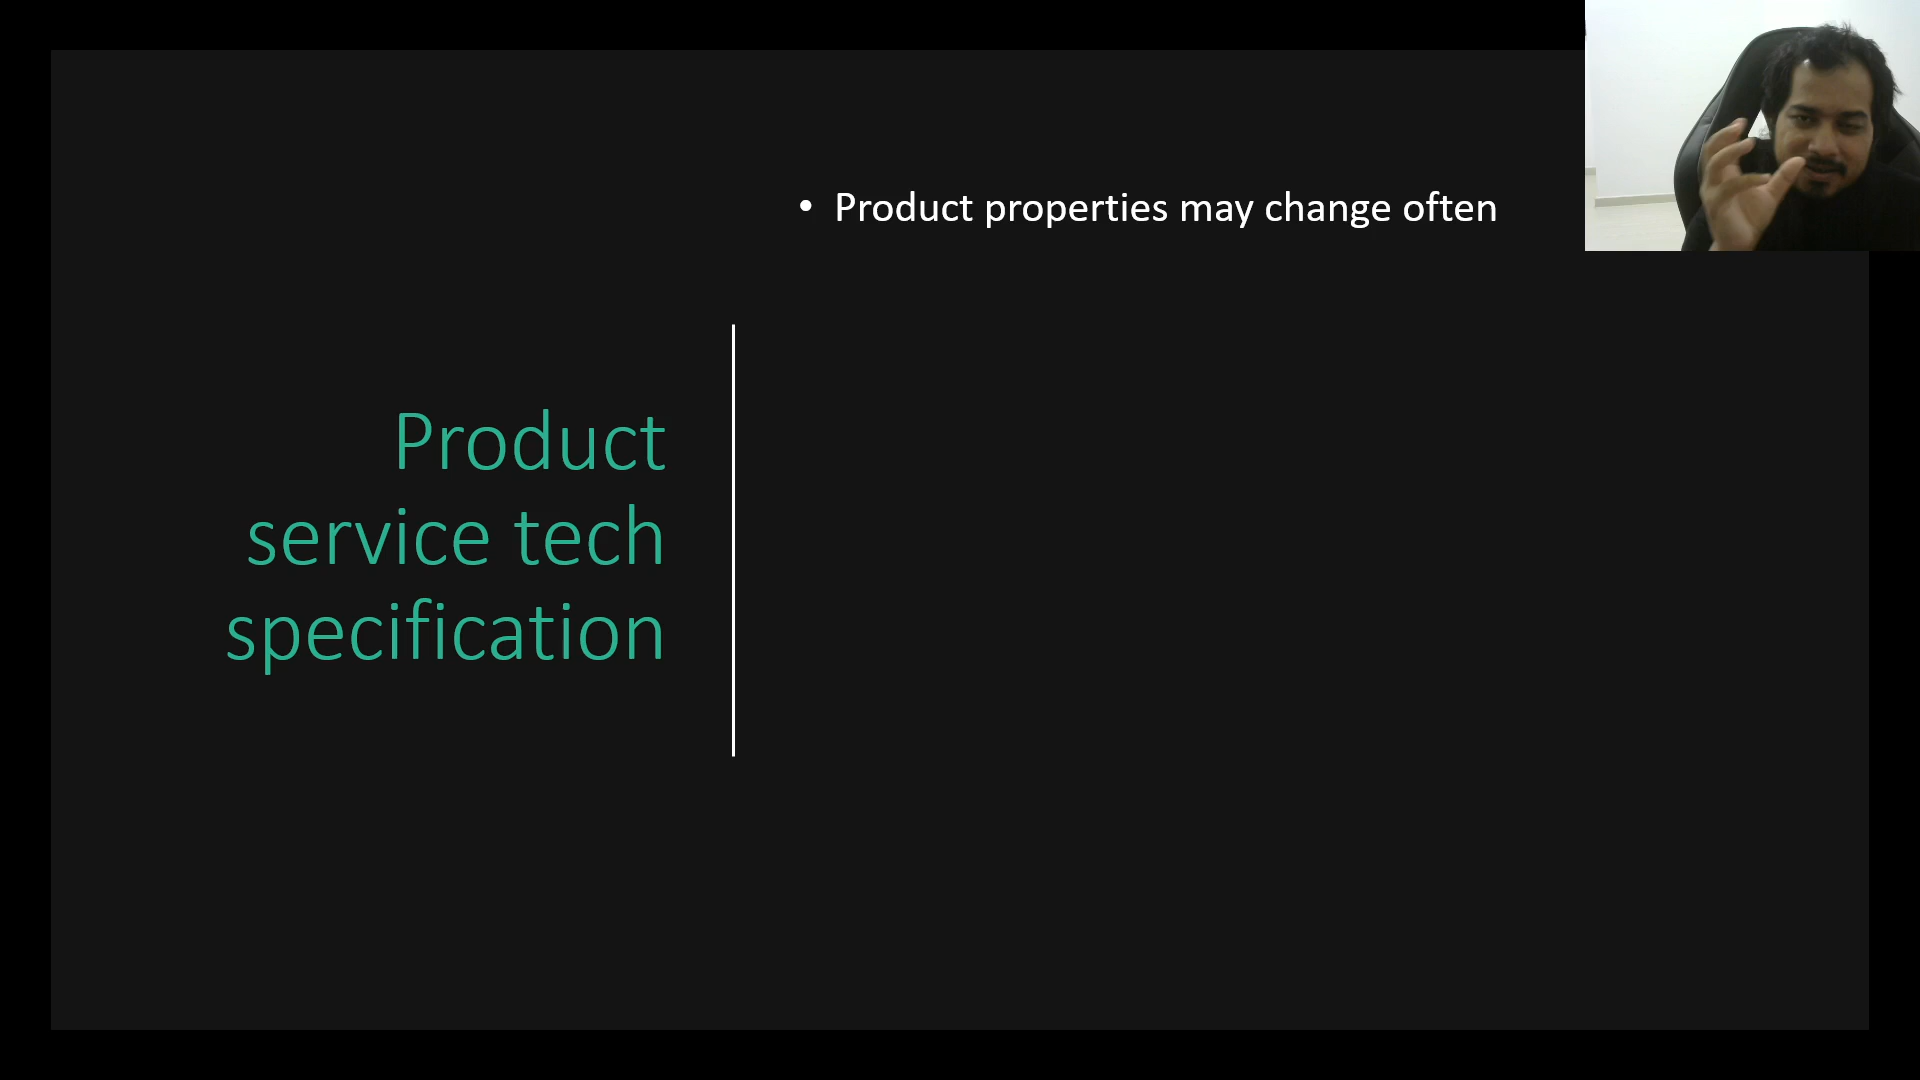 Product
service tech
specification
• Product properties may change often